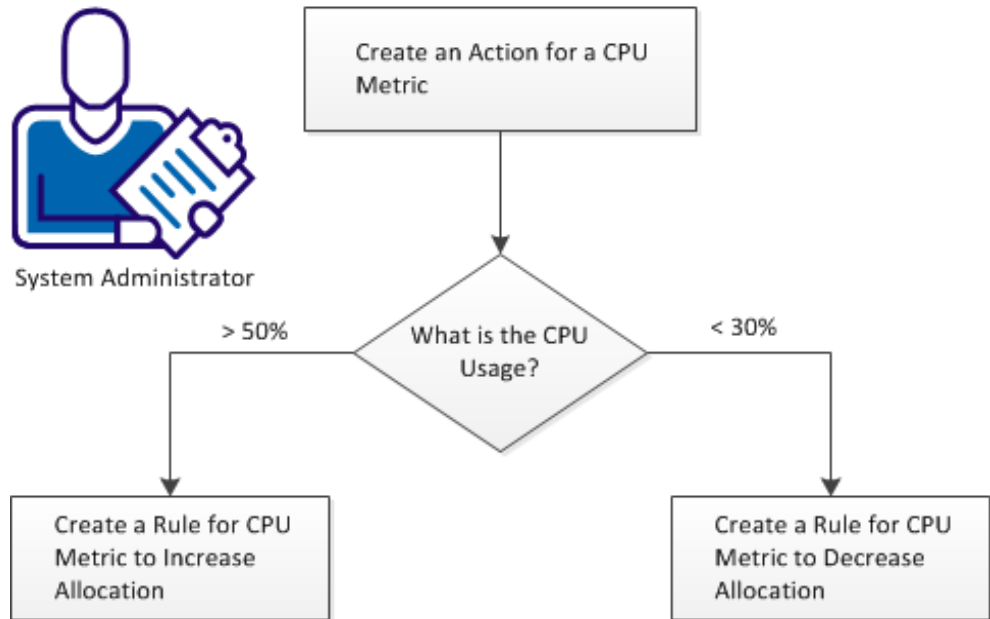 Create an Action for a CPU
Metric
System Administrator
> 50%
What is the CPU
Usage?
< 30%
Create a Rule for CPU
Metric to Increase
Allocation
Create a Rule for CPU
Metric to Decrease
Allocation